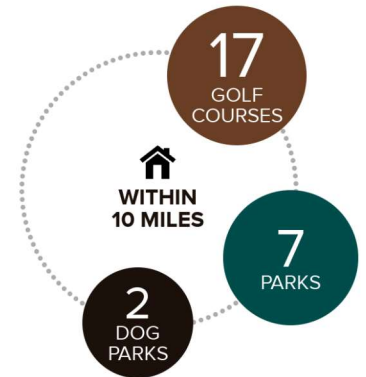 17
GOLF
COURSES
WITHIN
10 MILES
7
PARKS
2
DOG
PARKS